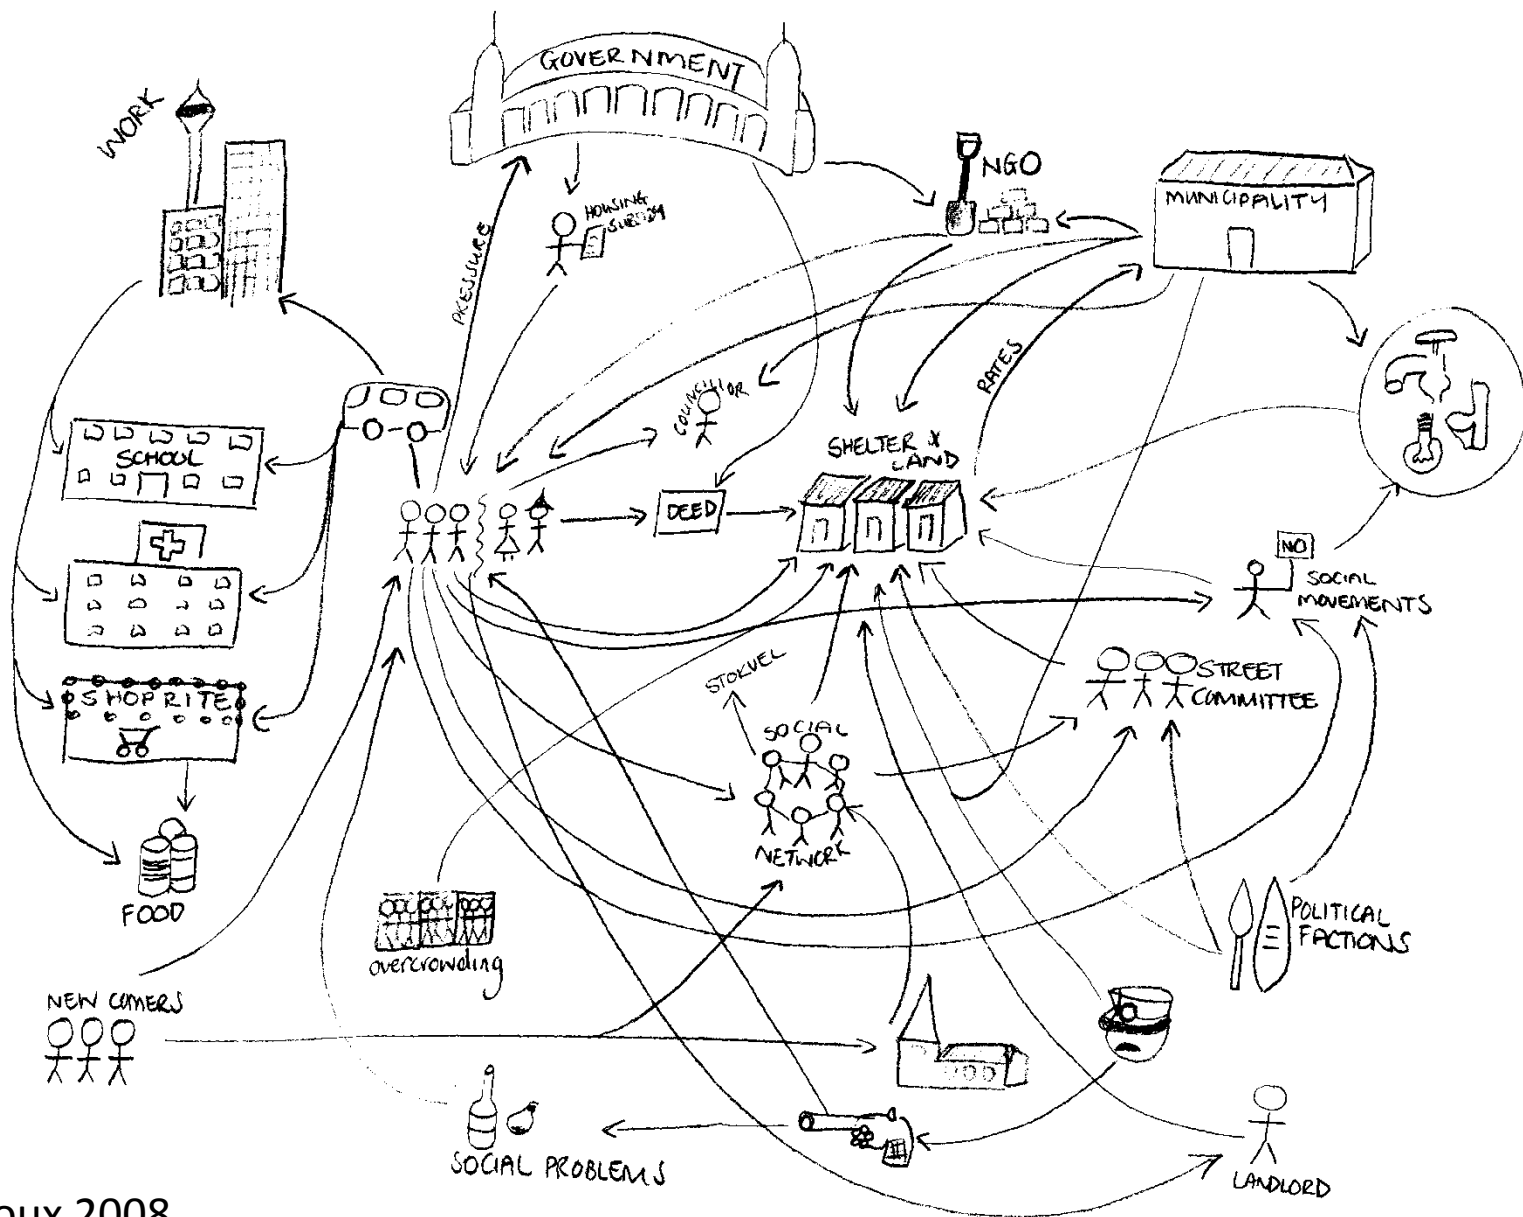 GOVERNMENT
WORK
NGO
MUNICIPALITY
HOUSING
SUBSIDY
PRESSURE
RATES
COUNCILLOR
SCHOOL
SHELTER &
LAND
DEED
NO
SOCIAL
MOVEMENTS
STREET
COMMITTEE
SHOPRITE
STOKVEL
SOCIAL
NETWORK
FOOD
overcrowding
POLITICAL
FACTIONS
NEW COMERS
SOCIAL PROBLEMS
LANDLORD
oux 2008